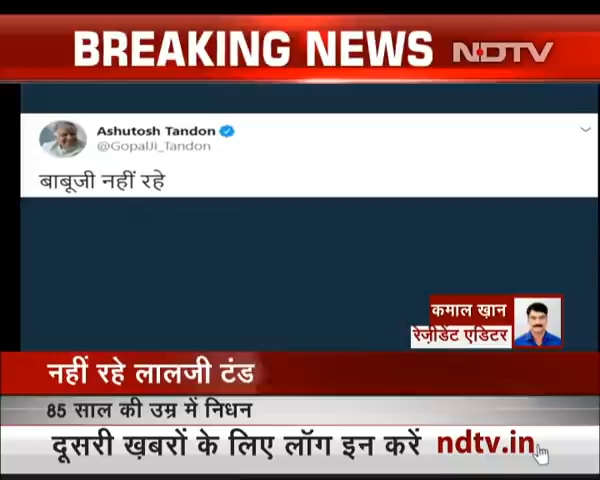 BREAKING NEWS NDTV
Ashutosh Tandon
@GopalJi_Tandon
बाबूजी नहीं रहे
कमाल ख़ान
रेज़ीडेंट एडिटर
नहीं रहे लालजी टंड
85 साल की उम्र में निधन
दूसरी ख़बरों के लिए लॉग इन करें ndtv.in